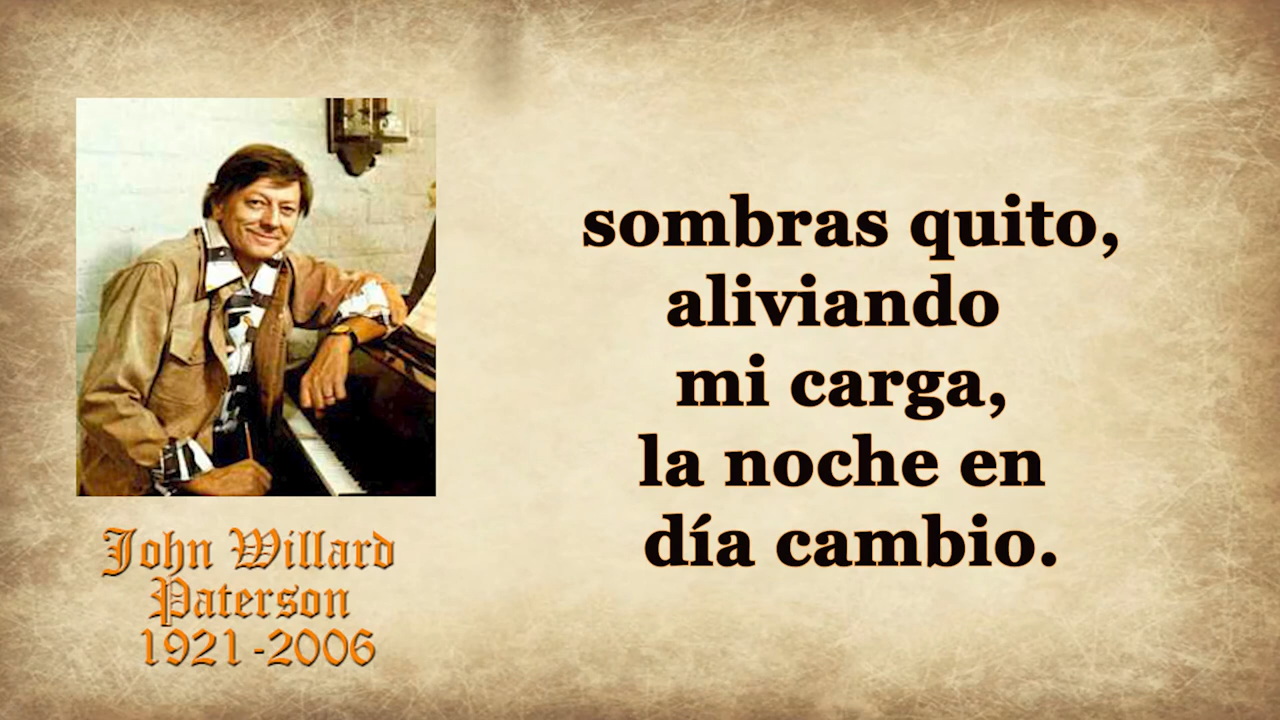 sombras quito,
aliviando
mi carga,
la noche en
día cambio.
John Willard
Paterson
1921-2006